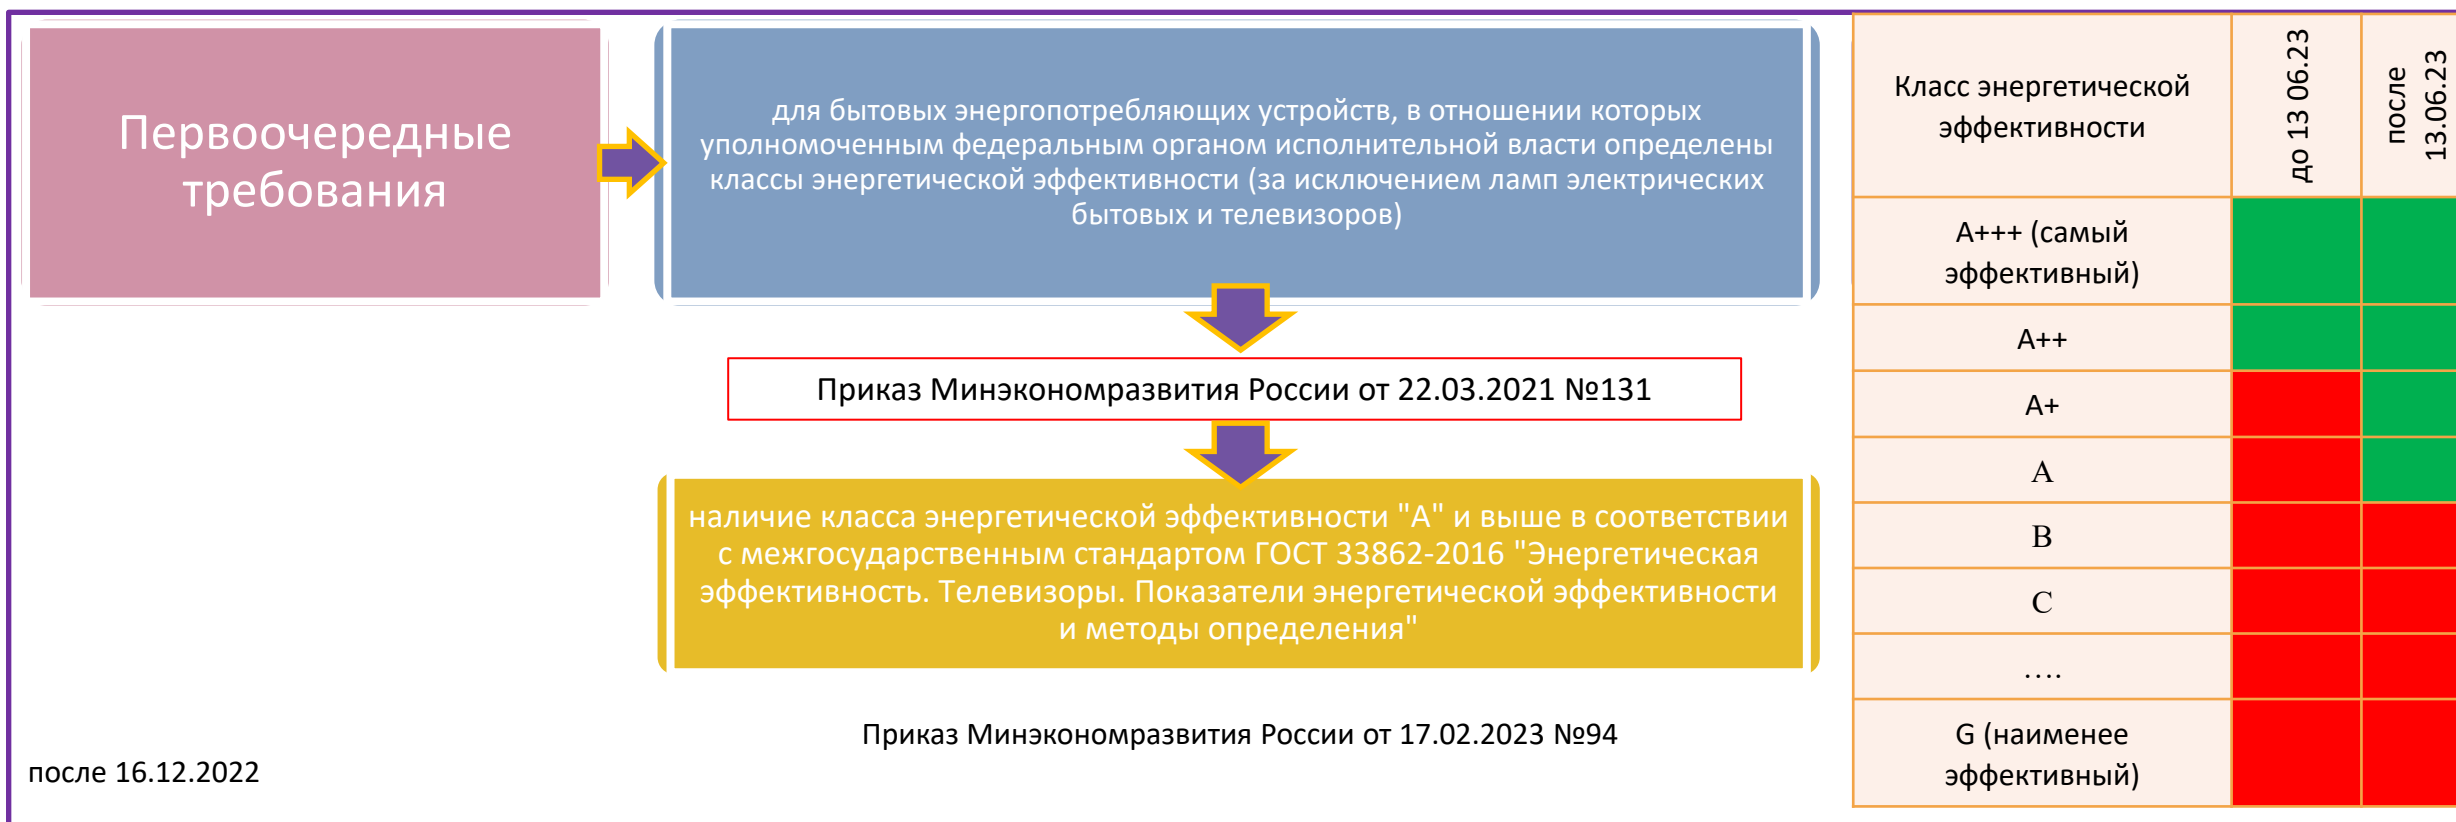 Первоочередные
требования
для бытовых энергопотребляющих устройств, в отношении которых
уполномоченным федеральным органом исполнительной власти определены
классы энергетической эффективности (за исключением ламп электрических
бытовых и телевизоров)
Приказ Минэкономразвития России от 22.03.2021 №131
наличие класса энергетической эффективности "А" и выше в соответствии
с межгосударственным стандартом ГОСТ 33862-2016 "Энергетическая
эффективность. Телевизоры. Показатели энергетической эффективности
и методы определения"
Приказ Минэкономразвития России от 17.02.2023 №94
после 16.12.2022
Класс энергетической
эффективности
до 13 06.23
после
13.06.23
A+++ (самый
эффективный)
A++
A+
A
B
C
….
G (наименее
эффективный)